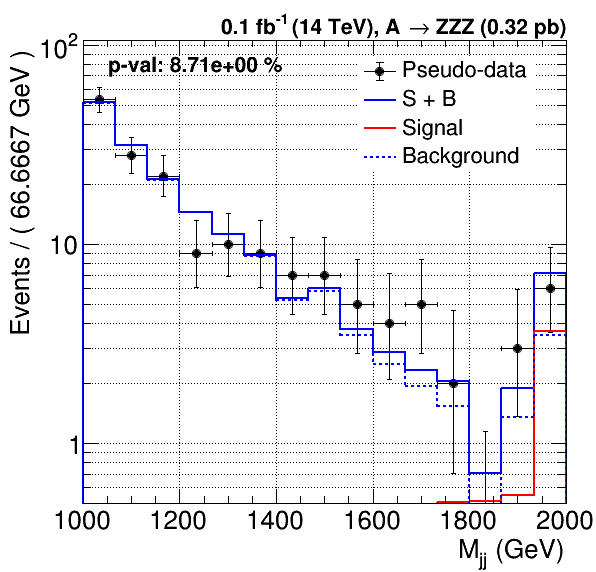 0.1 fb⁻¹ (14 TeV), A → ZZZ (0.32 pb)
p-val: 8.71e+00 %
Pseudo-data
S + B
Signal
Background
Events / ( 66.6667 GeV )
10²
10
1
1000 1200 1400 1600 1800 2000
M_jj (GeV)